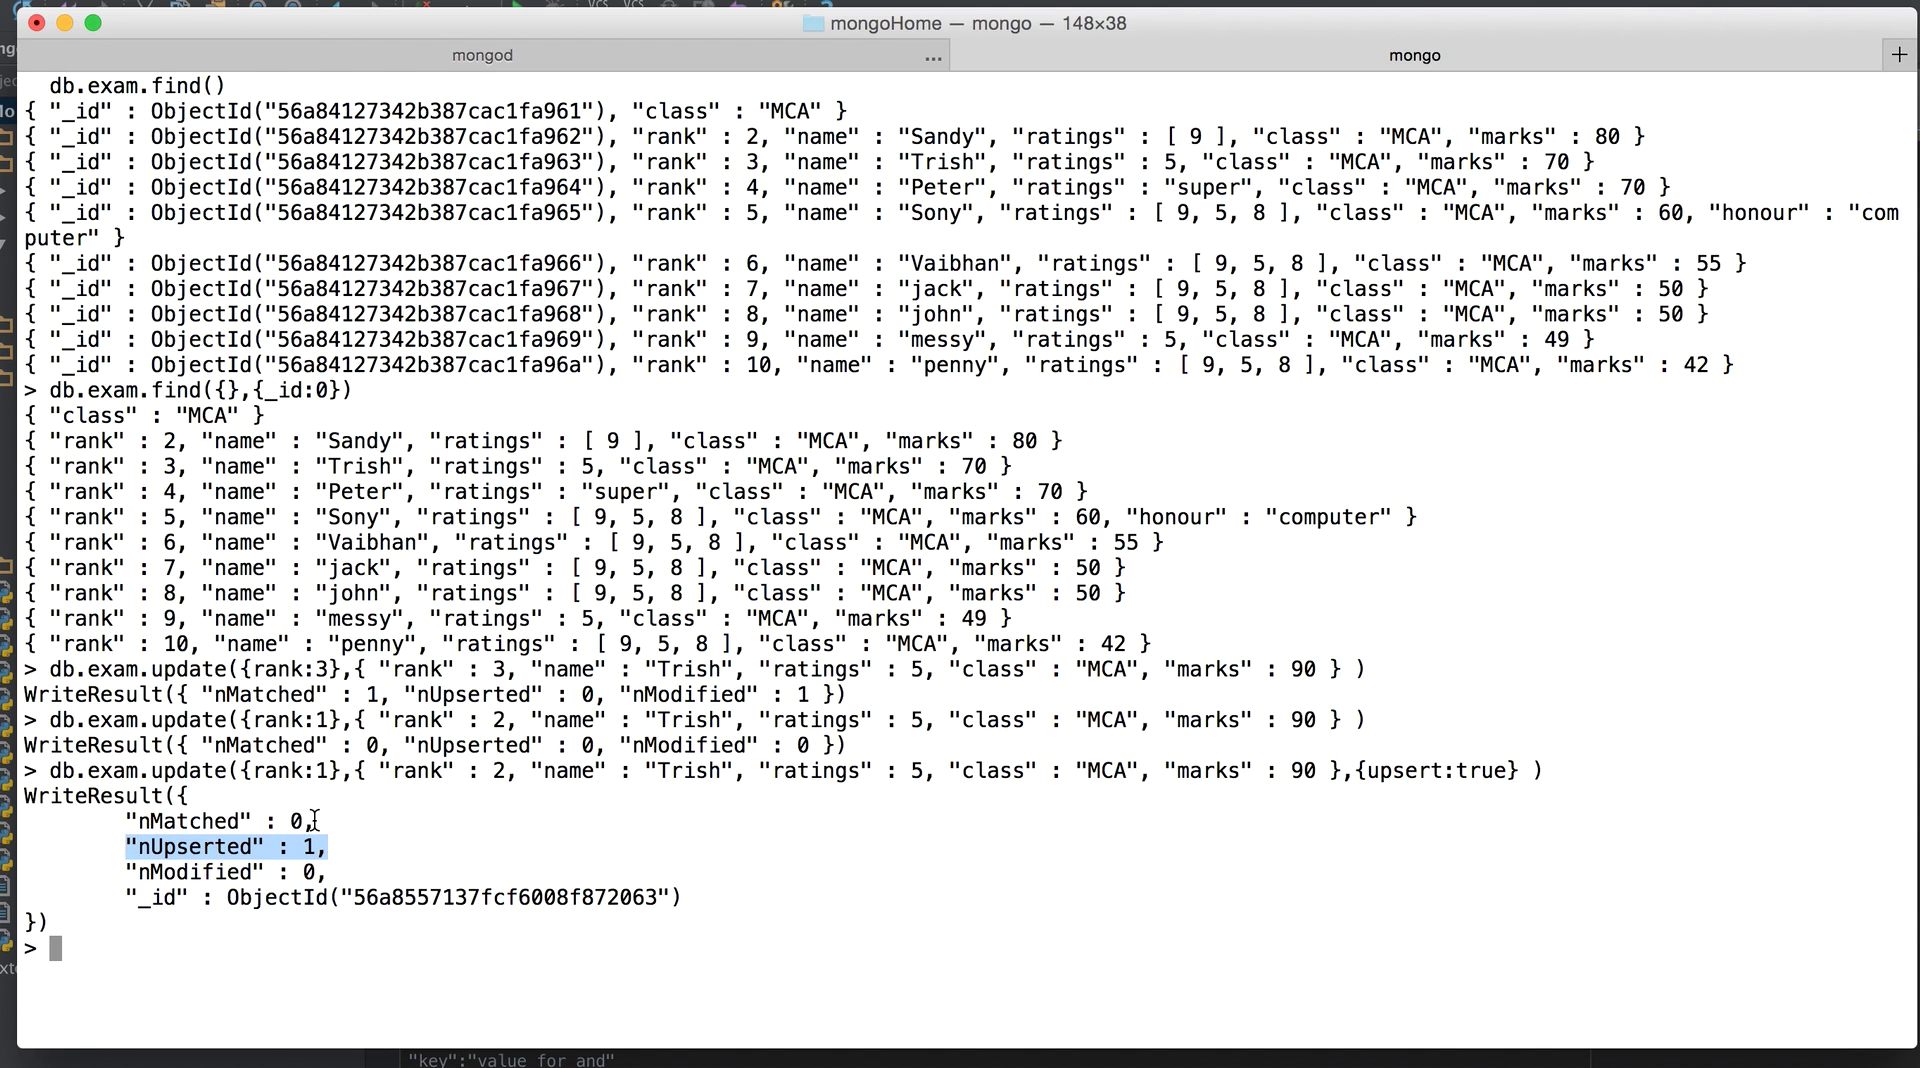 mongoHome — mongo — 148×38
mongod
...
mongo
+
db.exam.find()
{ "_id" : ObjectId("56a84127342b387cac1fa961"), "class" : "MCA" }
{ "_id" : ObjectId("56a84127342b387cac1fa962"), "rank" : 2, "name" : "Sandy", "ratings" : [ 9 ], "class" : "MCA", "marks" : 80 }
{ "_id" : ObjectId("56a84127342b387cac1fa963"), "rank" : 3, "name" : "Trish", "ratings" : 5, "class" : "MCA", "marks" : 70 }
{ "_id" : ObjectId("56a84127342b387cac1fa964"), "rank" : 4, "name" : "Peter", "ratings" : "super", "class" : "MCA", "marks" : 70 }
{ "_id" : ObjectId("56a84127342b387cac1fa965"), "rank" : 5, "name" : "Sony", "ratings" : [ 9, 5, 8 ], "class" : "MCA", "marks" : 60, "honour" : "com
puter" }
{ "_id" : ObjectId("56a84127342b387cac1fa966"), "rank" : 6, "name" : "Vaibhan", "ratings" : [ 9, 5, 8 ], "class" : "MCA", "marks" : 55 }
{ "_id" : ObjectId("56a84127342b387cac1fa967"), "rank" : 7, "name" : "jack", "ratings" : [ 9, 5, 8 ], "class" : "MCA", "marks" : 50 }
{ "_id" : ObjectId("56a84127342b387cac1fa968"), "rank" : 8, "name" : "john", "ratings" : [ 9, 5, 8 ], "class" : "MCA", "marks" : 50 }
{ "_id" : ObjectId("56a84127342b387cac1fa969"), "rank" : 9, "name" : "messy", "ratings" : 5, "class" : "MCA", "marks" : 49 }
{ "_id" : ObjectId("56a84127342b387cac1fa96a"), "rank" : 10, "name" : "penny", "ratings" : [ 9, 5, 8 ], "class" : "MCA", "marks" : 42 }
> db.exam.find({},{_id:0})
{ "class" : "MCA" }
{ "rank" : 2, "name" : "Sandy", "ratings" : [ 9 ], "class" : "MCA", "marks" : 80 }
{ "rank" : 3, "name" : "Trish", "ratings" : 5, "class" : "MCA", "marks" : 70 }
{ "rank" : 4, "name" : "Peter", "ratings" : "super", "class" : "MCA", "marks" : 70 }
{ "rank" : 5, "name" : "Sony", "ratings" : [ 9, 5, 8 ], "class" : "MCA", "marks" : 60, "honour" : "computer" }
{ "rank" : 6, "name" : "Vaibhan", "ratings" : [ 9, 5, 8 ], "class" : "MCA", "marks" : 55 }
{ "rank" : 7, "name" : "jack", "ratings" : [ 9, 5, 8 ], "class" : "MCA", "marks" : 50 }
{ "rank" : 8, "name" : "john", "ratings" : [ 9, 5, 8 ], "class" : "MCA", "marks" : 50 }
{ "rank" : 9, "name" : "messy", "ratings" : 5, "class" : "MCA", "marks" : 49 }
{ "rank" : 10, "name" : "penny", "ratings" : [ 9, 5, 8 ], "class" : "MCA", "marks" : 42 }
> db.exam.update({rank:3},{ "rank" : 3, "name" : "Trish", "ratings" : 5, "class" : "MCA", "marks" : 90 } )
WriteResult({ "nMatched" : 1, "nUpserted" : 0, "nModified" : 1 })
> db.exam.update({rank:1},{ "rank" : 2, "name" : "Trish", "ratings" : 5, "class" : "MCA", "marks" : 90 } )
WriteResult({ "nMatched" : 0, "nUpserted" : 0, "nModified" : 0 })
> db.exam.update({rank:1},{ "rank" : 2, "name" : "Trish", "ratings" : 5, "class" : "MCA", "marks" : 90 },{upsert:true} )
WriteResult({
"nMatched" : 0,
"nUpserted" : 1,
"nModified" : 0,
"_id" : ObjectId("56a8557137fcf6008f872063")
})
>
"key":"value for and"